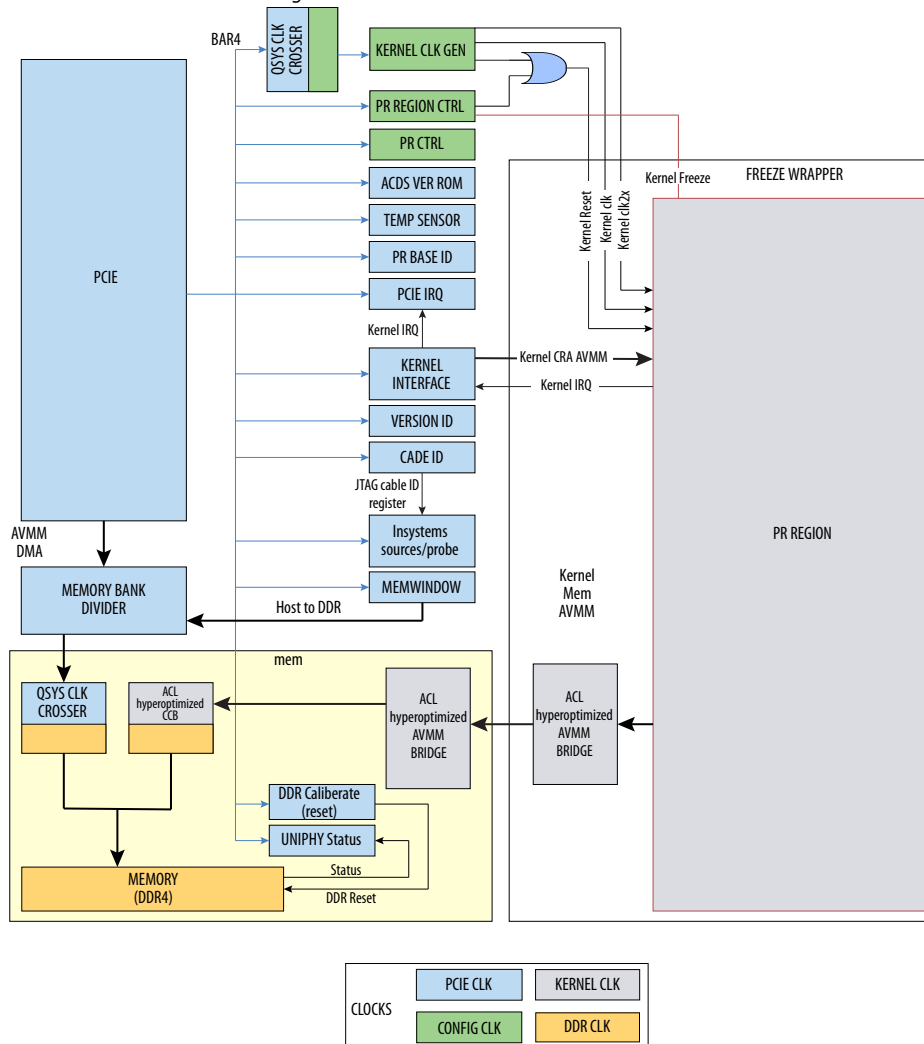 BAR4
QSYS CLK
CROSSER
KERNEL CLK GEN
PR REGION CTRL
PR CTRL
ACDS VER ROM
TEMP SENSOR
PR BASE ID
PCIE IRQ
Kernel IRQ
KERNEL
INTERFACE
VERSION ID
CADE ID
JTAG cable ID
register
Insystems
sources/probe
MEMWINDOW
PCIE
AVMM
DMA
MEMORY BANK
DIVIDER
Host to DDR
FREEZE WRAPPER
Kernel Freeze
Kernel Reset
Kernel clk
Kernel clk2x
Kernel CRA AVMM
Kernel IRQ
PR REGION
Kernel
Mem
AVMM
mem
QSYS CLK
CROSSER
ACL
hyperoptimized
CCB
ACL
hyperoptimized
AVMM
BRIDGE
ACL
hyperoptimized
AVMM
BRIDGE
DDR Caliberate
(reset)
UNIPHY Status
Status
MEMORY
(DDR4)
DDR Reset
CLOCKS
PCIE CLK
KERNEL CLK
CONFIG CLK
DDR CLK